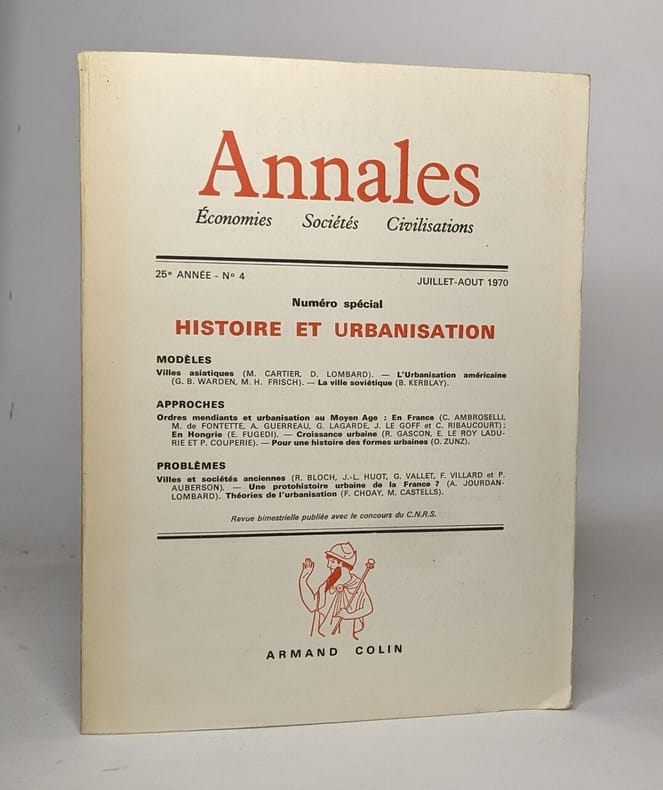 Annales
Économies Sociétés Civilisations
25e ANNÉE - No 4
JUILLET-AOUT 1970
Numéro spécial
HISTOIRE ET URBANISATION
MODÈLES
Villes asiatiques (M. CARTIER, D. LOMBARD). — L'Urbanisation américaine
(G. B. WARDEN, M. H. FRISCH). — La ville soviétique (B. KERBLAY).
APPROCHES
Ordres mendiants et urbanisation au Moyen Age : En France (C. AMBROSELLI,
M. de FONTETTE, A. GUERREAU, G. LAGARDE, J. LE GOFF et C. RIBAUCOURT) ;
En Hongrie (E. FUGEDI). — Croissance urbaine (R. GASCON, E. LE ROY LADU-
RIE ET P. COUPERIE). — Pour une histoire des formes urbaines (O. ZUNZ).
PROBLÈMES
Villes et sociétés anciennes (R. BLOCH, J.-L. HUOT, G. VALLET, F. VILLARD et P.
AUBERSON). — Une protohistoire urbaine de la France ? (A. JOURDAN-
LOMBARD). Théories de l'urbanisation (F. CHOAY, M. CASTELLS).
Revue bimestrielle publiée avec le concours du C.N.R.S.
ARMAND COLIN